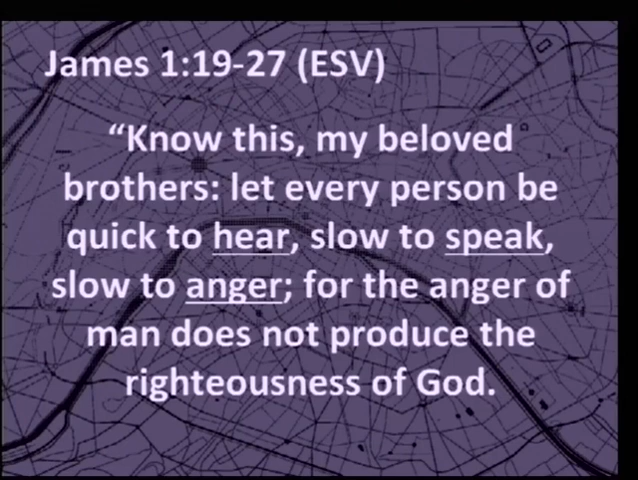 James 1:19-27 (ESV)
“Know this, my beloved
brothers: let every person be
quick to hear, slow to speak,
slow to anger; for the anger of
man does not produce the
righteousness of God.